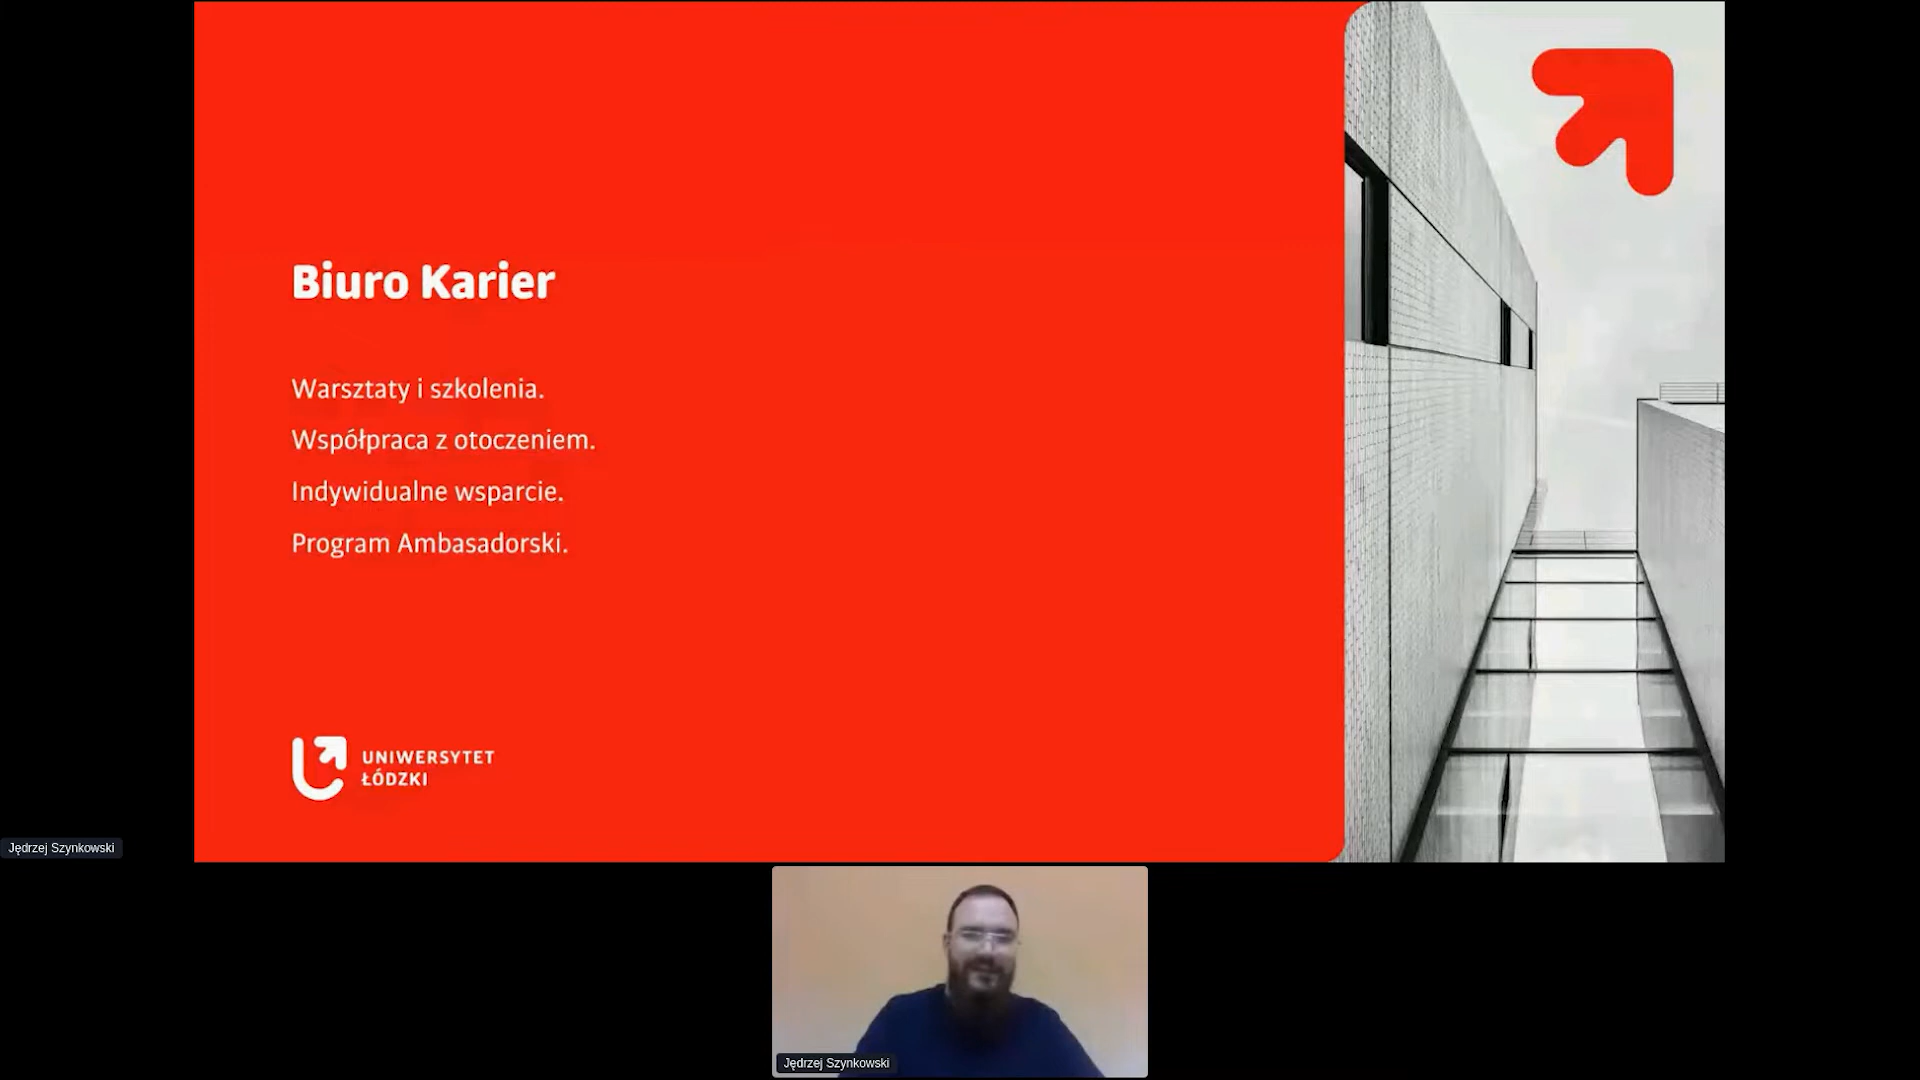 Biuro Karier
Warsztaty i szkolenia.
Współpraca z otoczeniem.
Indywidualne wsparcie.
Program Ambasadorski.
UNIWERSYTET
ŁÓDZKI
Jędrzej Szynkowski
Jędrzej Szynkowski